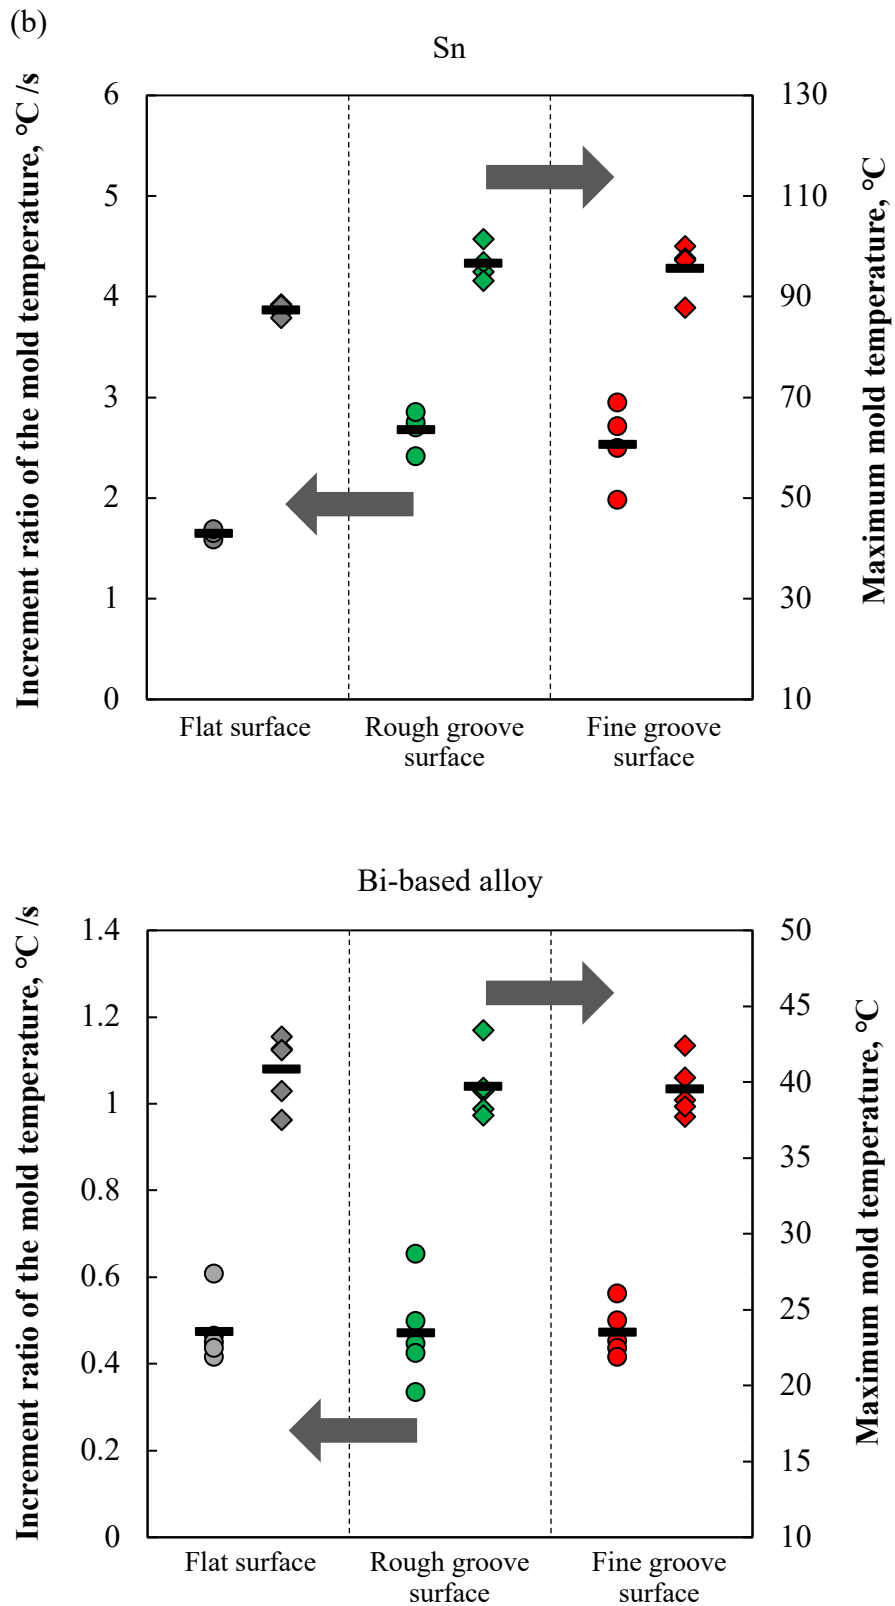 (b)
Sn
Increment ratio of the mold temperature, °C /s
6
5
4
3
2
1
0
130
110
90
70
50
30
10
Maximum mold temperature, °C
Flat surface
Rough groove
surface
Fine groove
surface
Bi-based alloy
Increment ratio of the mold temperature, °C /s
1.4
1.2
1
0.8
0.6
0.4
0.2
0
50
45
40
35
30
25
20
15
10
Maximum mold temperature, °C
Flat surface
Rough groove
surface
Fine groove
surface